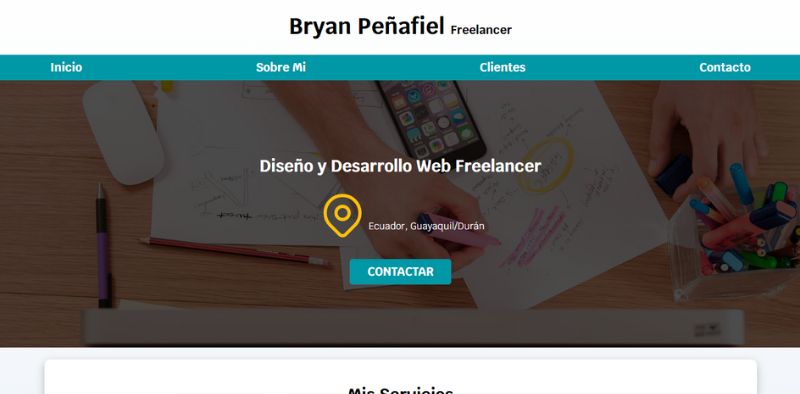 Bryan Peñafiel Freelancer
Inicio Sobre Mi Clientes Contacto
Diseño y Desarrollo Web Freelancer
Ecuador, Guayaquil/Durán
CONTACTAR
Mis Servicios